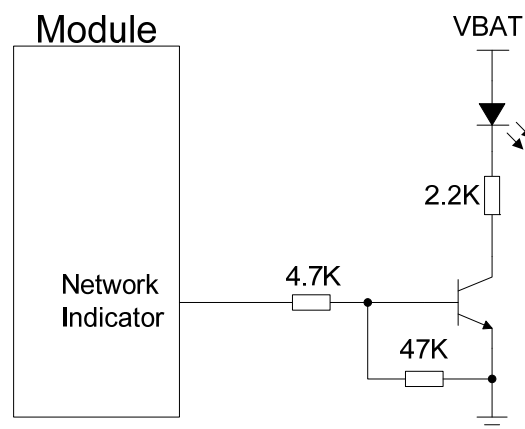 Module
VBAT
2.2K
Network
Indicator
4.7K
47K